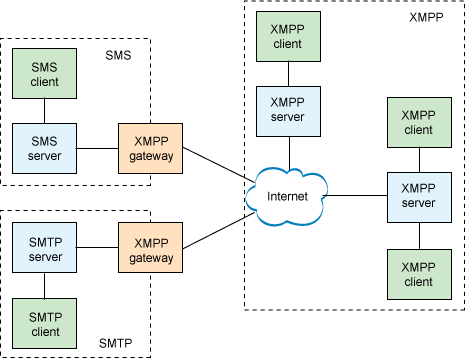 XMPP
XMPP
client
SMS
SMS
client
XMPP
server
XMPP
client
SMS
server
XMPP
gateway
Internet
XMPP
server
SMTP
server
XMPP
gateway
XMPP
client
SMTP
client
SMTP